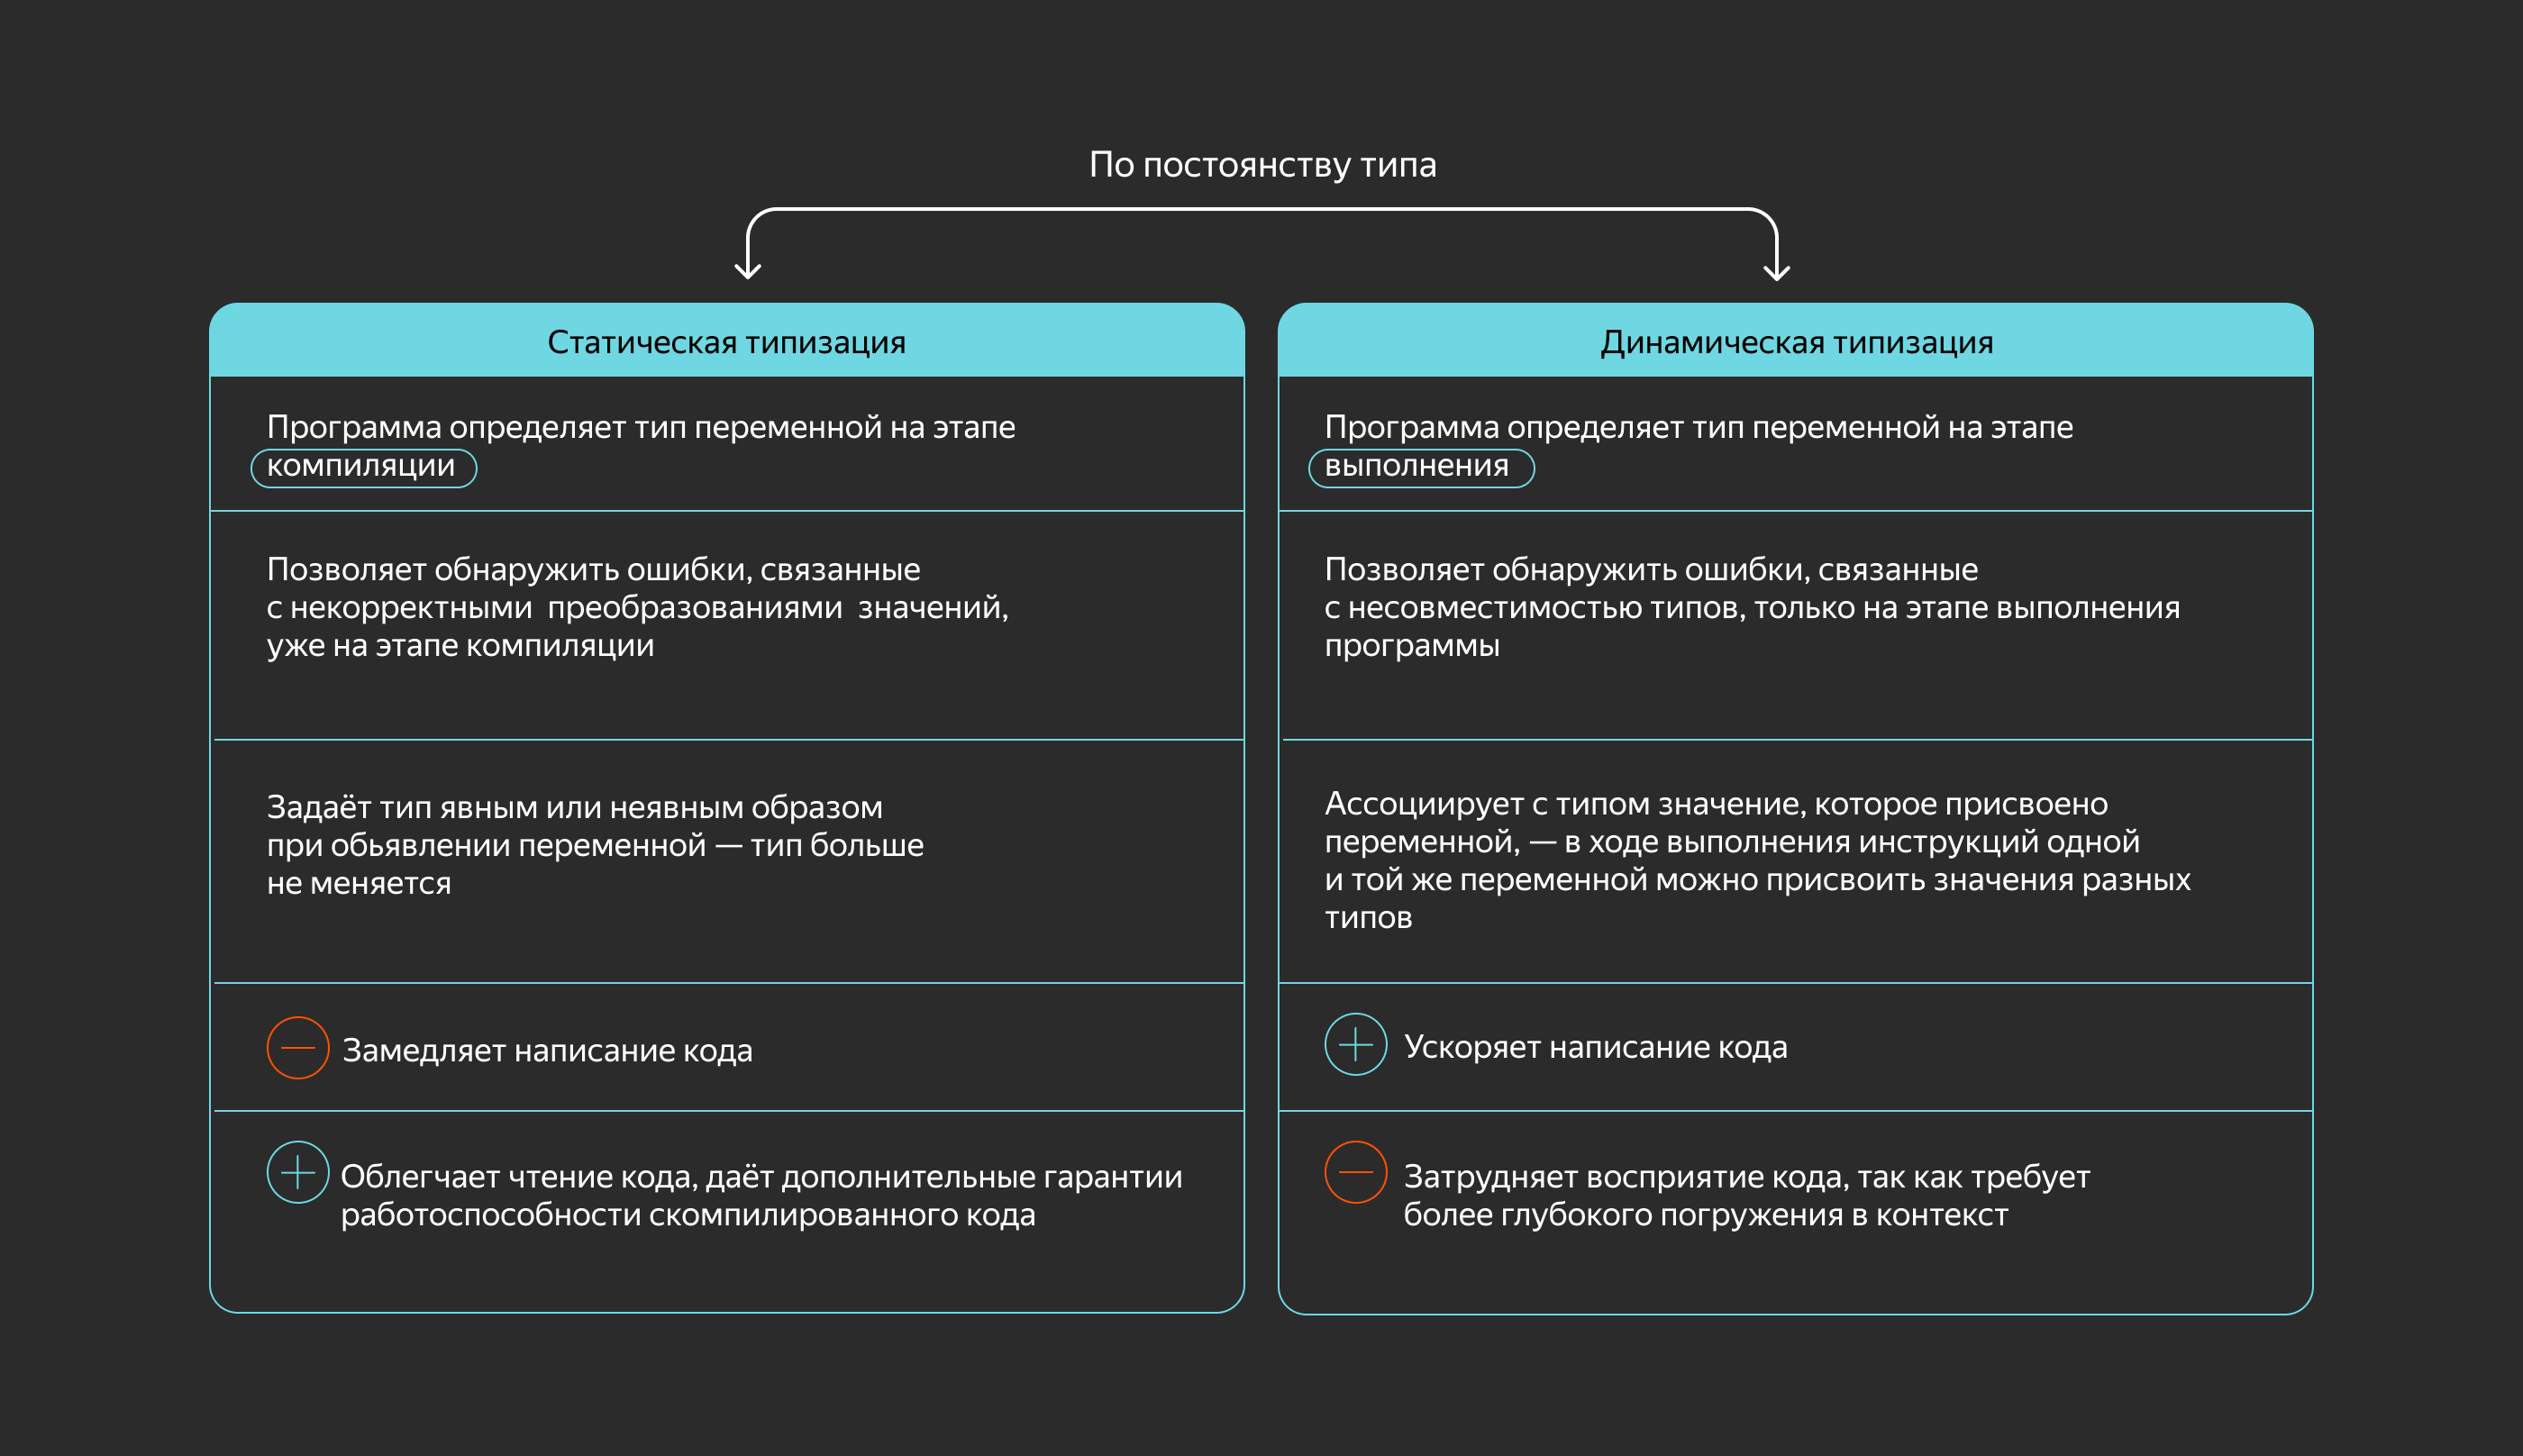 По постоянству типа
Статическая типизация
Программа определяет тип переменной на этапе
компиляции
Позволяет обнаружить ошибки, связанные
с некорректными преобразованиями значений,
уже на этапе компиляции
Задаёт тип явным или неявным образом
при обьявлении переменной — тип больше
не меняется
Замедляет написание кода
Облегчает чтение кода, даёт дополнительные гарантии
работоспособности скомпилированного кода
Динамическая типизация
Программа определяет тип переменной на этапе
выполнения
Позволяет обнаружить ошибки, связанные
с несовместимостью типов, только на этапе выполнения
программы
Ассоциирует с типом значение, которое присвоено
переменной, — в ходе выполнения инструкций одной
и той же переменной можно присвоить значения разных
типов
Ускоряет написание кода
Затрудняет восприятие кода, так как требует
более глубокого погружения в контекст